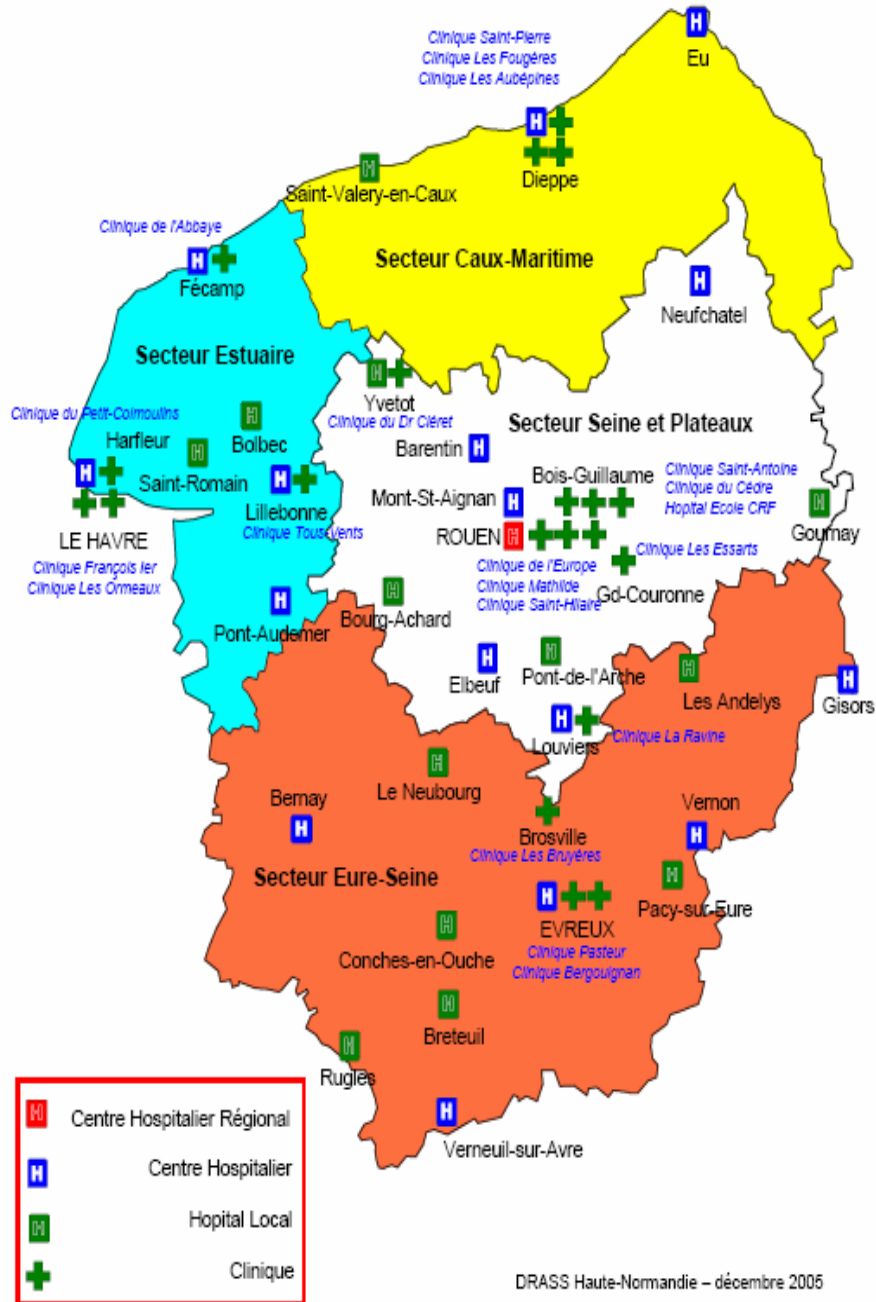 Clinique Saint-Pierre
Clinique Les Fougères
Clinique Les Aubépines
Eu
Dieppe
Saint-Valery-en-Caux
Clinique de l'Abbaye
Fécamp
Secteur Caux-Maritime
Neufchatel
Secteur Estuaire
Yvetot
Clinique du Dr Cléret
Clinique du Petit-Colmoulins
Harfleur
Bolbec
Saint-Romain
Lillebonne
Clinique Tous-Vents
LE HAVRE
Clinique François Ier
Clinique Les Ormeaux
Pont-Audemer
Secteur Seine et Plateaux
Barentin
Bois-Guillaume
Clinique Saint-Antoine
Clinique du Cèdre
Hopital Ecole CRF
Mont-St-Aignan
ROUEN
Gournay
Clinique Les Essarts
Clinique de l'Europe
Clinique Mathilde
Clinique Saint-Hilaire
Gd-Couronne
Bourg-Achard
Elbeuf
Pont-de-l'Arche
Les Andelys
Gisors
Louviers
Clinique La Ravine
Le Neubourg
Bernay
Brosville
Clinique Les Bruyères
Vernon
Secteur Eure-Seine
Pacy-sur-Eure
EVREUX
Clinique Pasteur
Clinique Bergouignan
Conches-en-Ouche
Breteuil
Rugles
Verneuil-sur-Avre
H Centre Hospitalier Régional
H Centre Hospitalier
H Hopital Local
Clinique
DRASS Haute-Normandie – décembre 2005